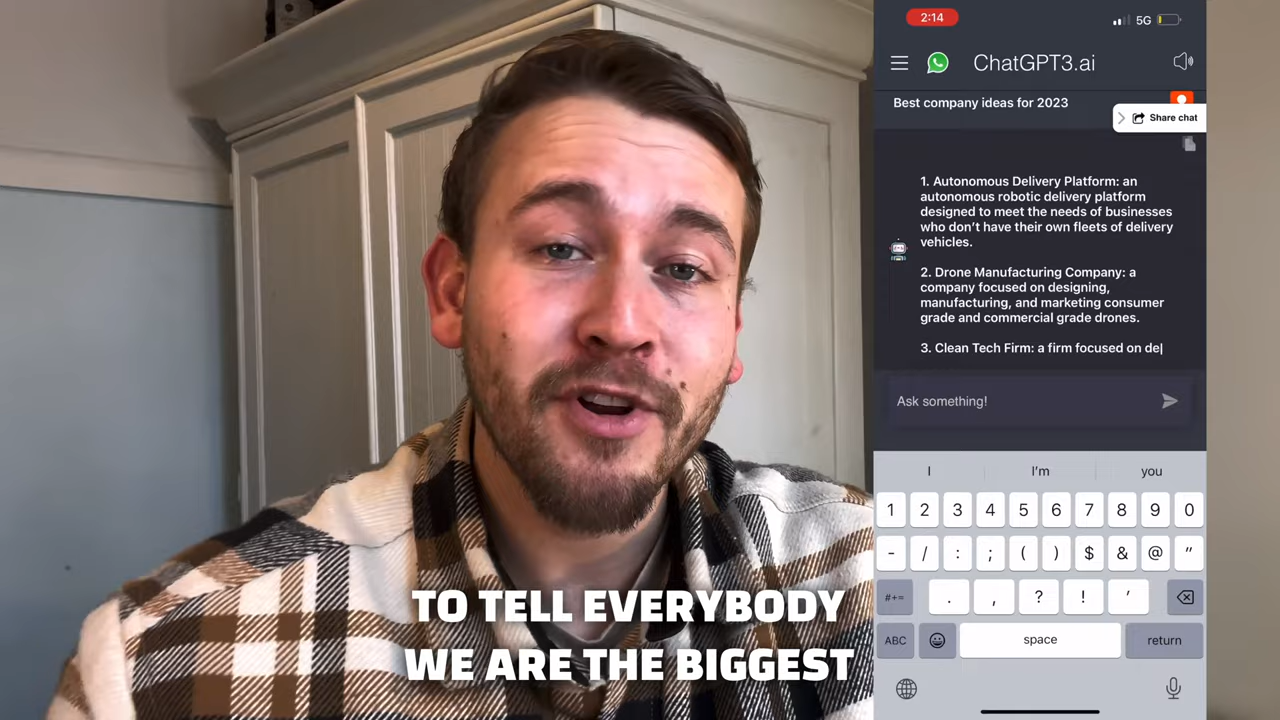 2:14
5G
ChatGPT3.ai
Best company ideas for 2023
Share chat
1. Autonomous Delivery Platform: an
autonomous robotic delivery platform
designed to meet the needs of businesses
who don't have their own fleets of delivery
vehicles.
2. Drone Manufacturing Company: a
company focused on designing,
manufacturing, and marketing consumer
grade and commercial grade drones.
3. Clean Tech Firm: a firm focused on de
Ask something!
I I'm you
1 2 3 4 5 6 7 8 9 0
- / : ; ( ) $ & @ "
#+= . , ? ! '
ABC space return
TO TELL EVERYBODY
WE ARE THE BIGGEST